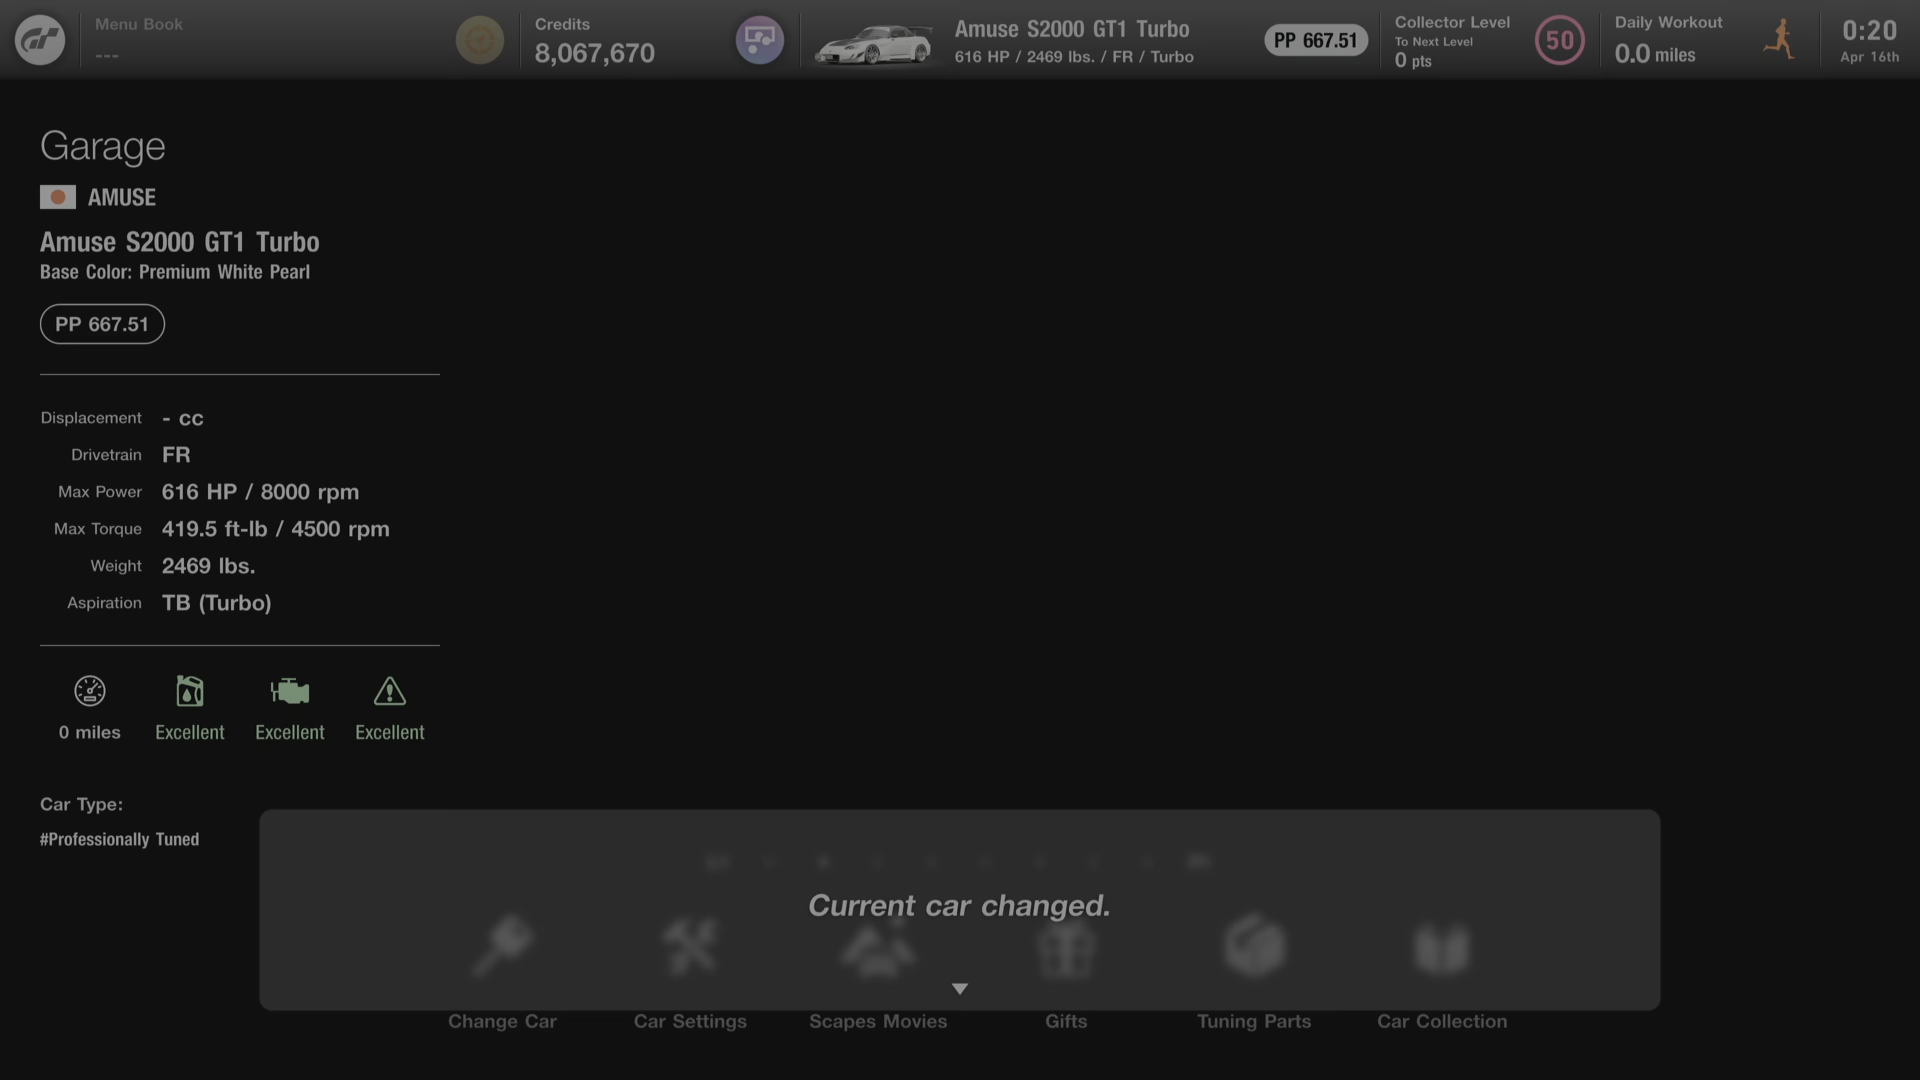 Menu Book
---
Credits
8,067,670
Amuse S2000 GT1 Turbo
616 HP / 2469 lbs. / FR / Turbo
PP 667.51
Collector Level
To Next Level
0 pts
50
Daily Workout
0.0 miles
0:20
Apr 16th
Garage
AMUSE
Amuse S2000 GT1 Turbo
Base Color: Premium White Pearl
PP 667.51
Displacement - cc
Drivetrain FR
Max Power 616 HP / 8000 rpm
Max Torque 419.5 ft-lb / 4500 rpm
Weight 2469 lbs.
Aspiration TB (Turbo)
0 miles Excellent Excellent Excellent
Car Type:
#Professionally Tuned
Current car changed.
Change Car Car Settings Scapes Movies Gifts Tuning Parts Car Collection